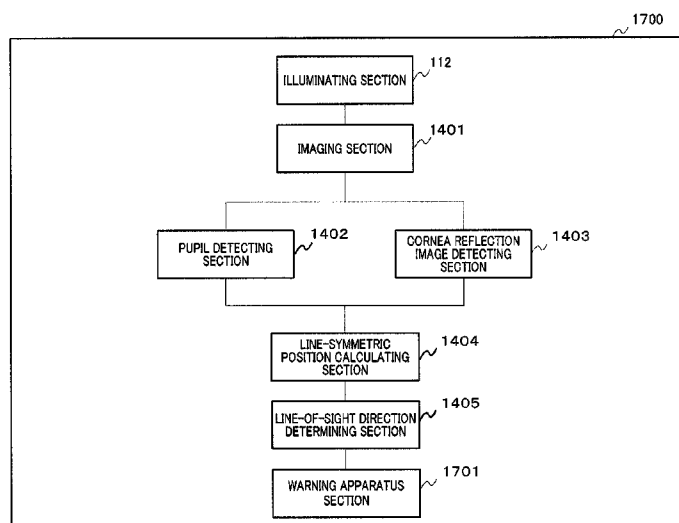 1700
ILLUMINATING SECTION
112
IMAGING SECTION
1401
PUPIL DETECTING
SECTION
1402
CORNEA REFLECTION
IMAGE DETECTING
SECTION
1403
LINE-SYMMETRIC
POSITION CALCULATING
SECTION
1404
LINE-OF-SIGHT DIRECTION
DETERMINING SECTION
1405
WARNING APPARATUS
SECTION
1701